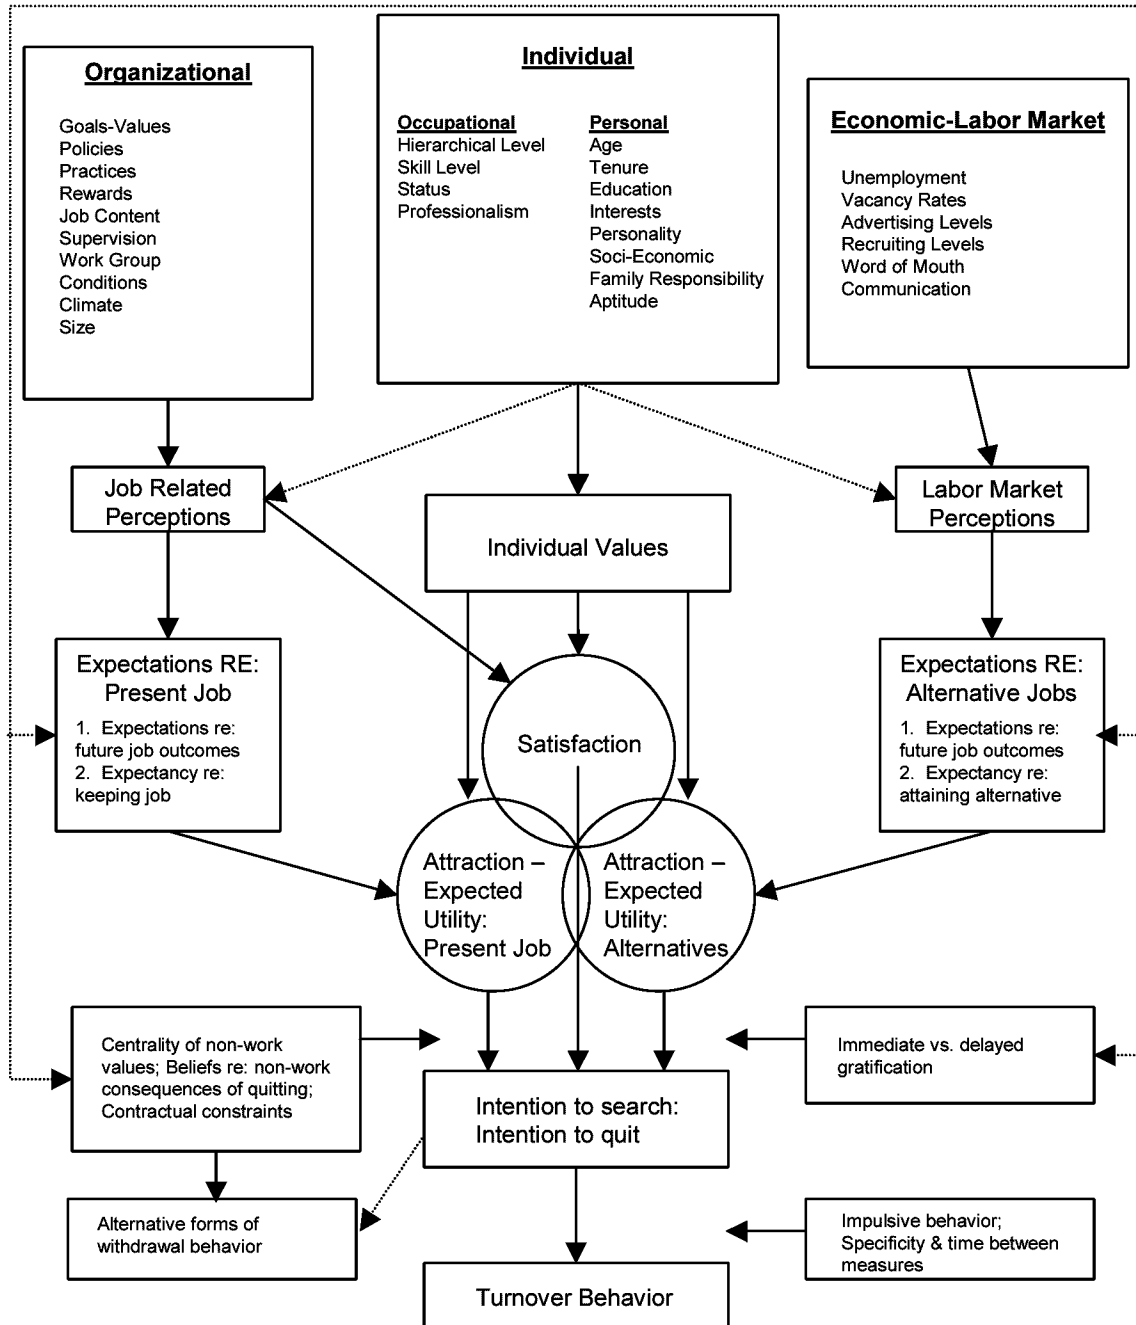 Organizational
Goals-Values
Policies
Practices
Rewards
Job Content
Supervision
Work Group
Conditions
Climate
Size
Individual
Occupational
Hierarchical Level
Skill Level
Status
Professionalism
Personal
Age
Tenure
Education
Interests
Personality
Soci-Economic
Family Responsibility
Aptitude
Economic-Labor Market
Unemployment
Vacancy Rates
Advertising Levels
Recruiting Levels
Word of Mouth
Communication
Job Related
Perceptions
Individual Values
Labor Market
Perceptions
Expectations RE:
Present Job
1. Expectations re:
future job outcomes
2. Expectancy re:
keeping job
Satisfaction
Expectations RE:
Alternative Jobs
1. Expectations re:
future job outcomes
2. Expectancy re:
attaining alternative
Attraction –
Expected
Utility:
Present Job
Attraction –
Expected
Utility:
Alternatives
Centrality of non-work
values; Beliefs re: non-work
consequences of quitting;
Contractual constraints
Immediate vs. delayed
gratification
Intention to search:
Intention to quit
Alternative forms of
withdrawal behavior
Impulsive behavior;
Specificity & time between
measures
Turnover Behavior